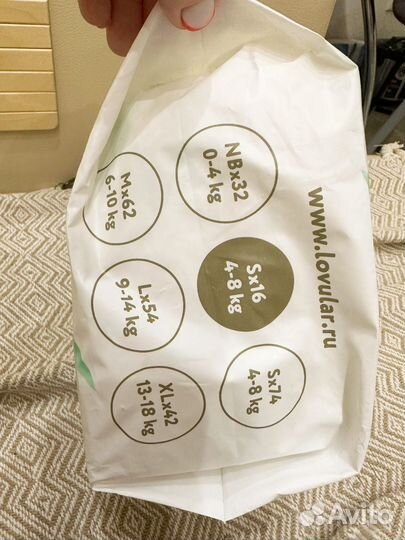 NBx32
0-4 kg
Mx62
6-10 kg
Sx16
4-8 kg
Lx54
9-14 kg
Sx74
4-8 kg
XLx42
13-18 kg
www.lovular.ru
Avito